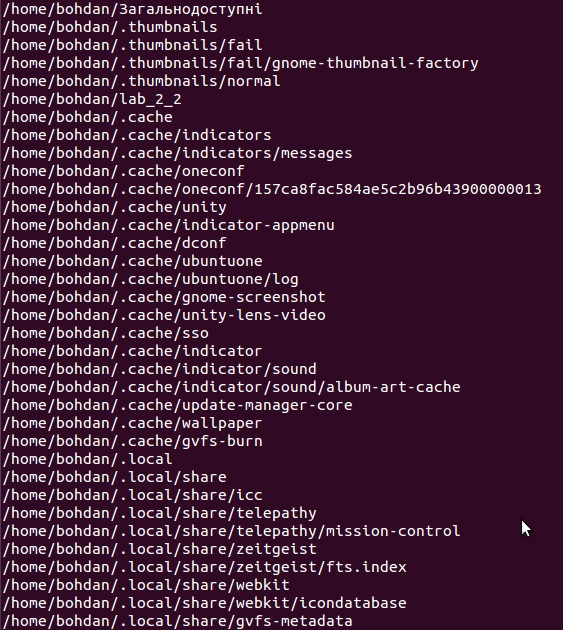 /home/bohdan/Загальнодоступні
/home/bohdan/.thumbnails
/home/bohdan/.thumbnails/fail
/home/bohdan/.thumbnails/fail/gnome-thumbnail-factory
/home/bohdan/.thumbnails/normal
/home/bohdan/lab_2_2
/home/bohdan/.cache
/home/bohdan/.cache/indicators
/home/bohdan/.cache/indicators/messages
/home/bohdan/.cache/oneconf
/home/bohdan/.cache/oneconf/157ca8fac584ae5c2b96b43900000013
/home/bohdan/.cache/unity
/home/bohdan/.cache/indicator-appmenu
/home/bohdan/.cache/dconf
/home/bohdan/.cache/ubuntuone
/home/bohdan/.cache/ubuntuone/log
/home/bohdan/.cache/gnome-screenshot
/home/bohdan/.cache/unity-lens-video
/home/bohdan/.cache/sso
/home/bohdan/.cache/indicator
/home/bohdan/.cache/indicator/sound
/home/bohdan/.cache/indicator/sound/album-art-cache
/home/bohdan/.cache/update-manager-core
/home/bohdan/.cache/wallpaper
/home/bohdan/.cache/gvfs-burn
/home/bohdan/.local
/home/bohdan/.local/share
/home/bohdan/.local/share/icc
/home/bohdan/.local/share/telepathy
/home/bohdan/.local/share/telepathy/mission-control
/home/bohdan/.local/share/zeitgeist
/home/bohdan/.local/share/zeitgeist/fts.index
/home/bohdan/.local/share/webkit
/home/bohdan/.local/share/webkit/icondatabase
/home/bohdan/.local/share/gvfs-metadata